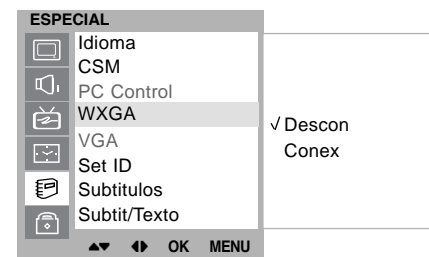 ESPECIAL
Idioma
CSM
PC Control
WXGA
VGA
Set ID
Subtitulos
Subtit/Texto
√ Descon
Conex
▲▼ ◀▶ OK MENU